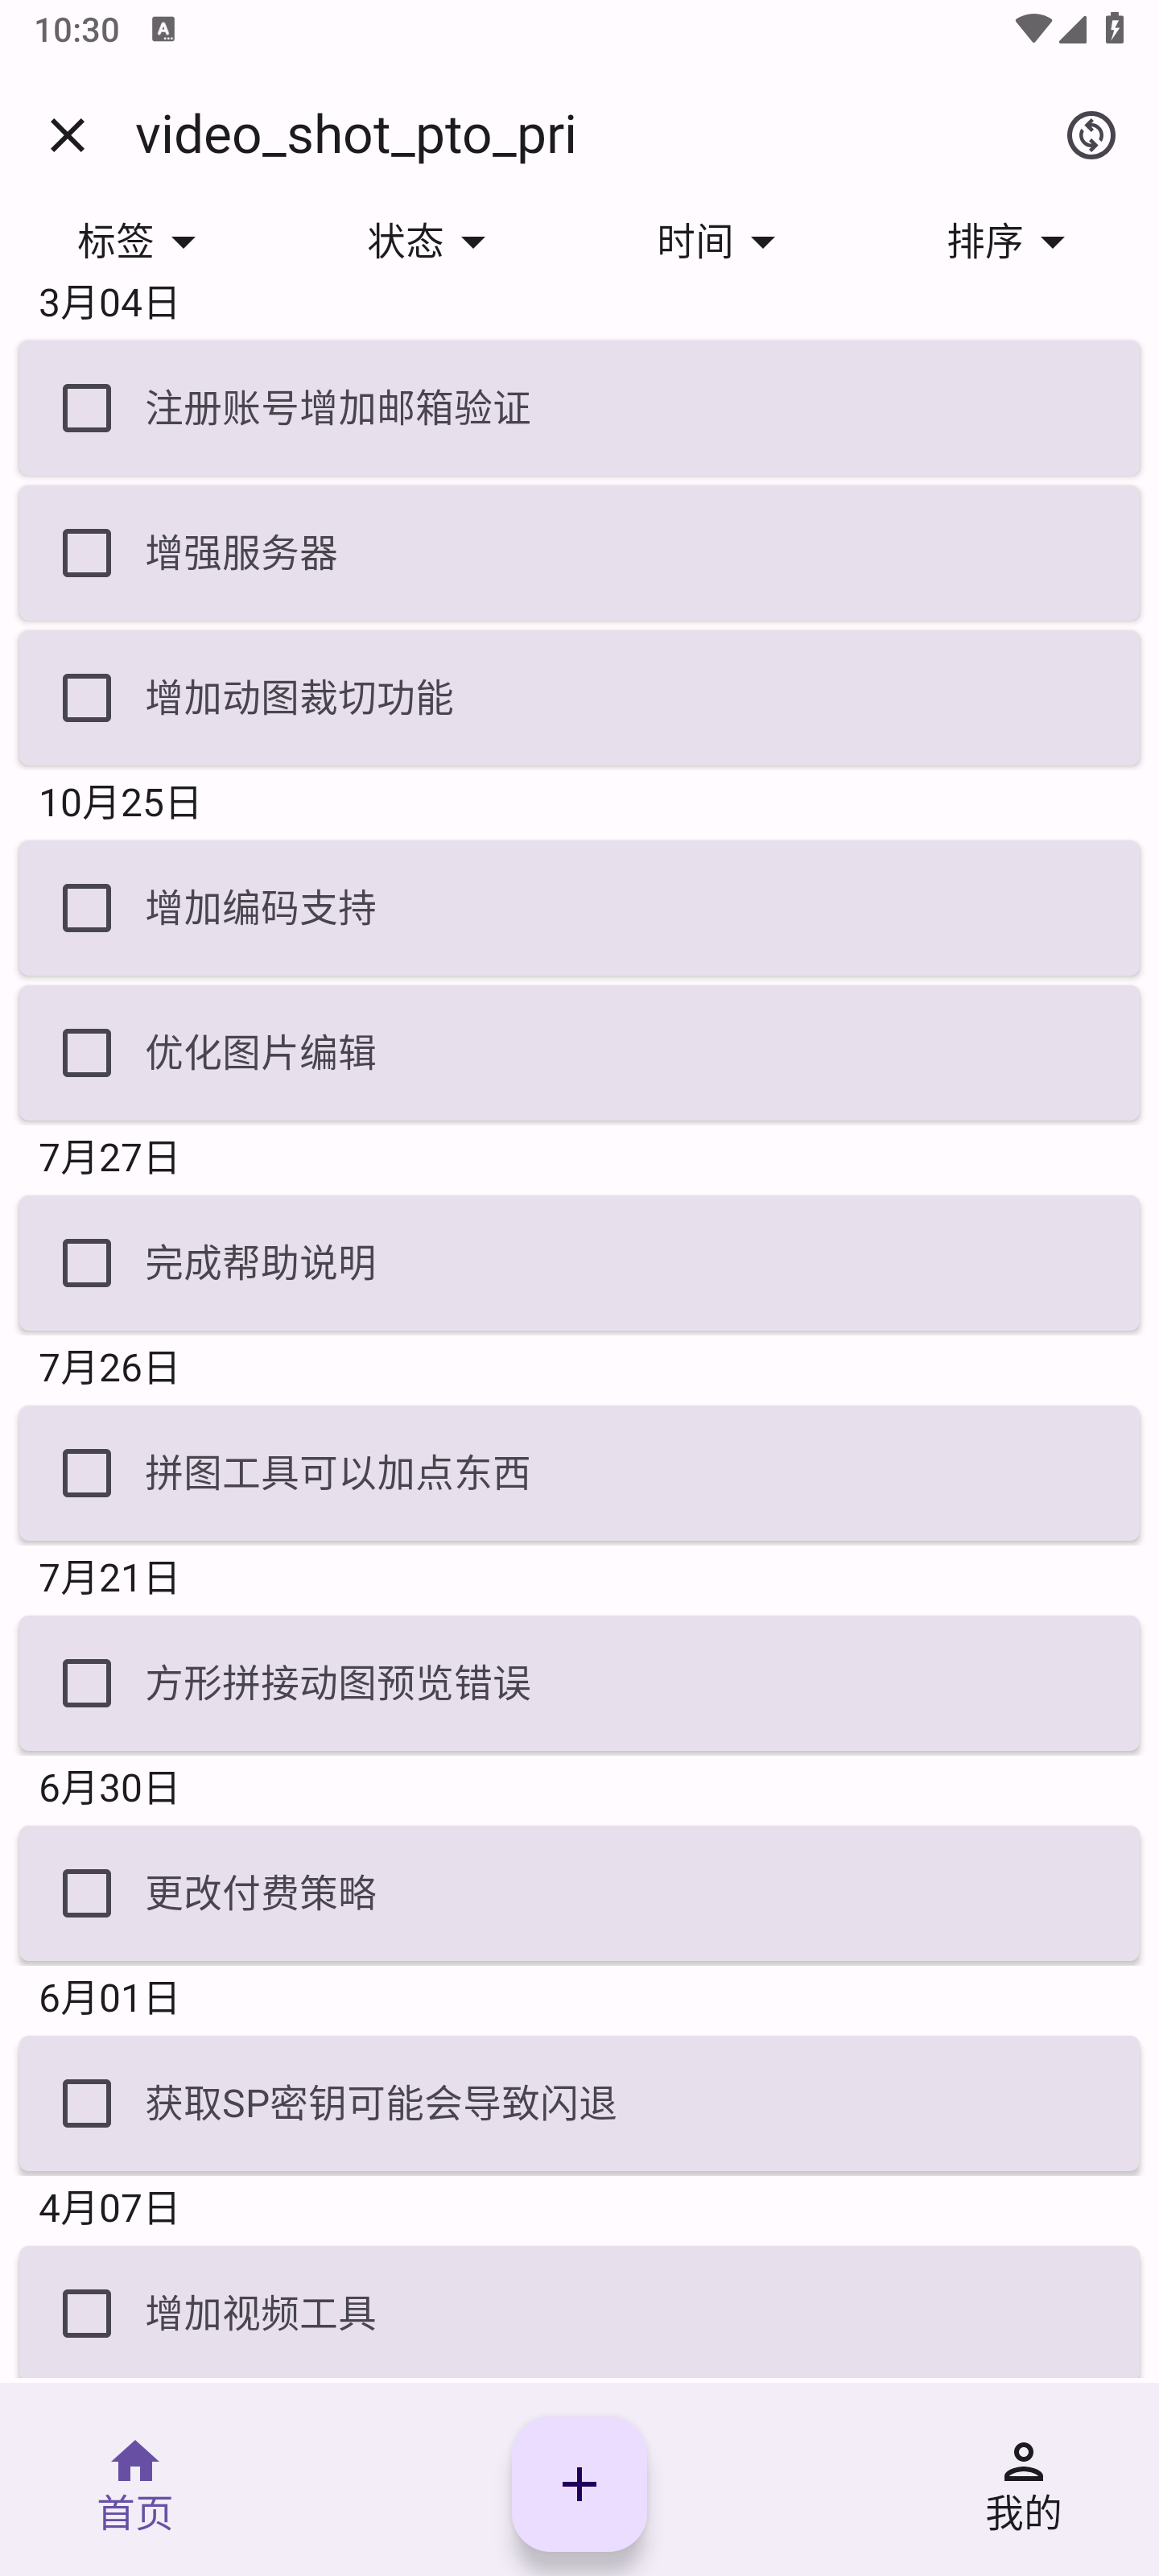 10:30
video_shot_pto_pri
标签 状态 时间 排序
3月04日
注册账号增加邮箱验证
增强服务器
增加动图裁切功能
10月25日
增加编码支持
优化图片编辑
7月27日
完成帮助说明
7月26日
拼图工具可以加点东西
7月21日
方形拼接动图预览错误
6月30日
更改付费策略
6月01日
获取SP密钥可能会导致闪退
4月07日
增加视频工具
首页 我的